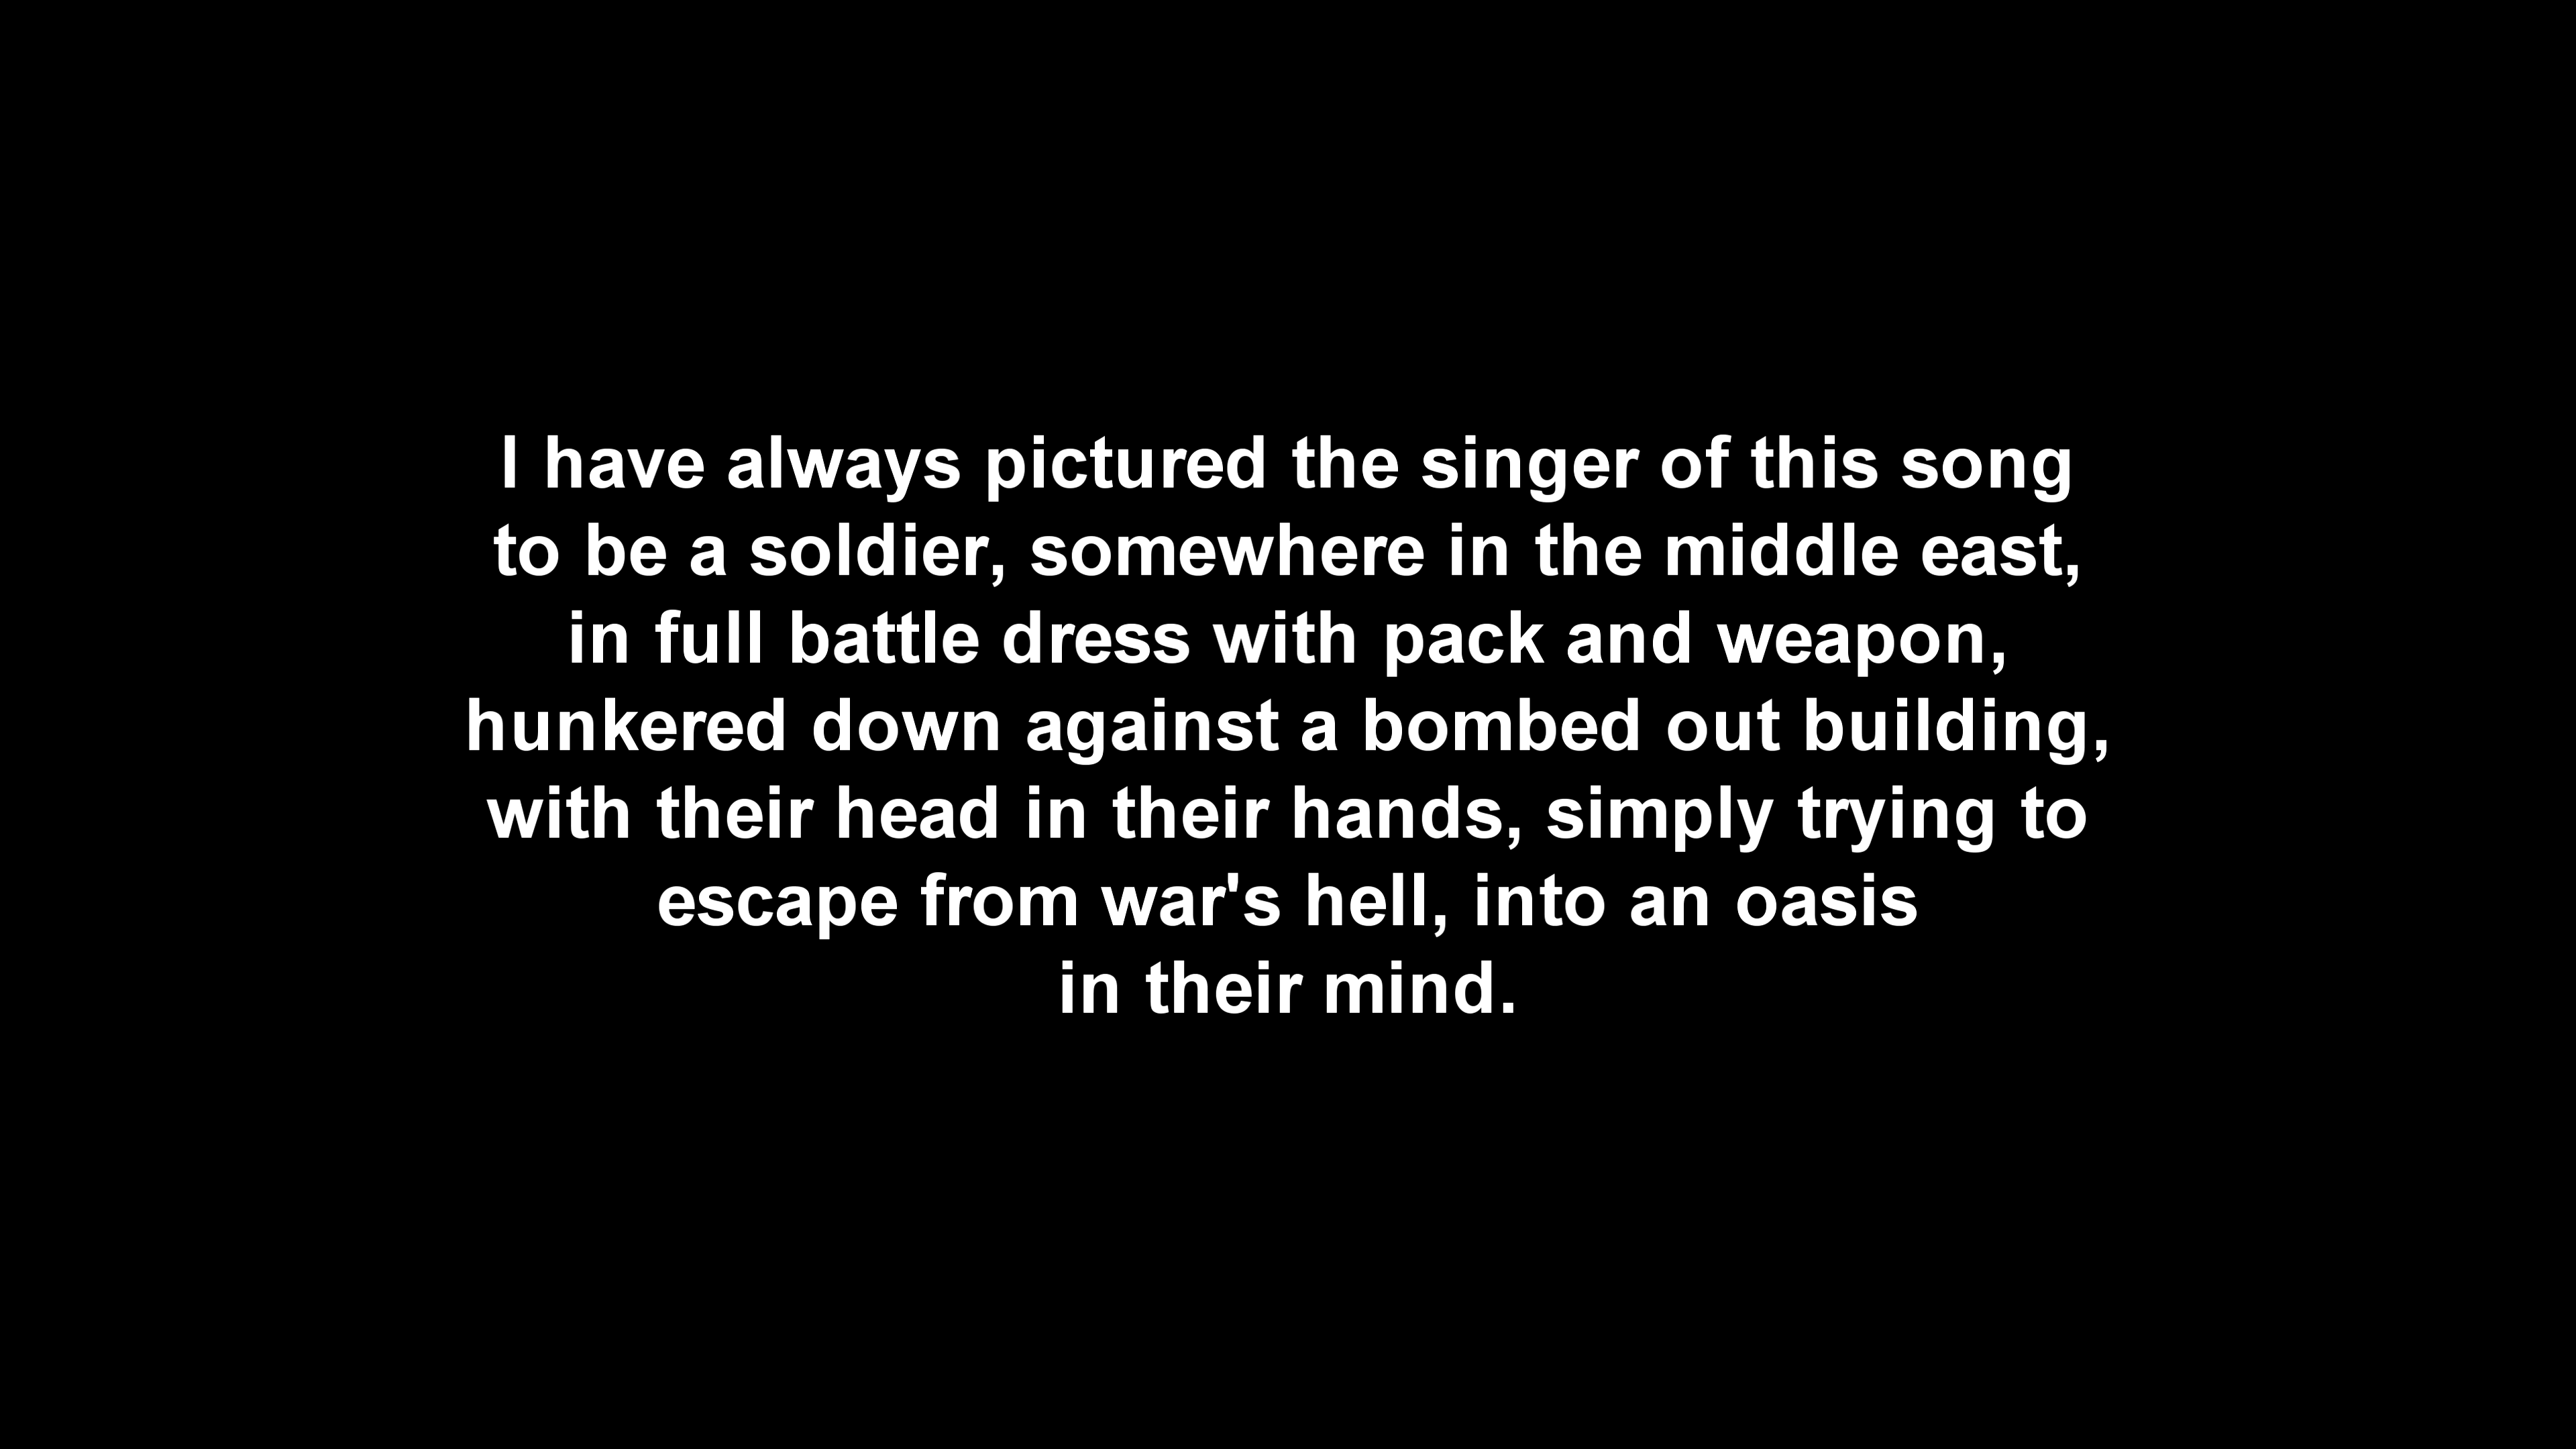 I have always pictured the singer of this song
to be a soldier, somewhere in the middle east,
in full battle dress with pack and weapon,
hunkered down against a bombed out building,
with their head in their hands, simply trying to
escape from war's hell, into an oasis
in their mind.